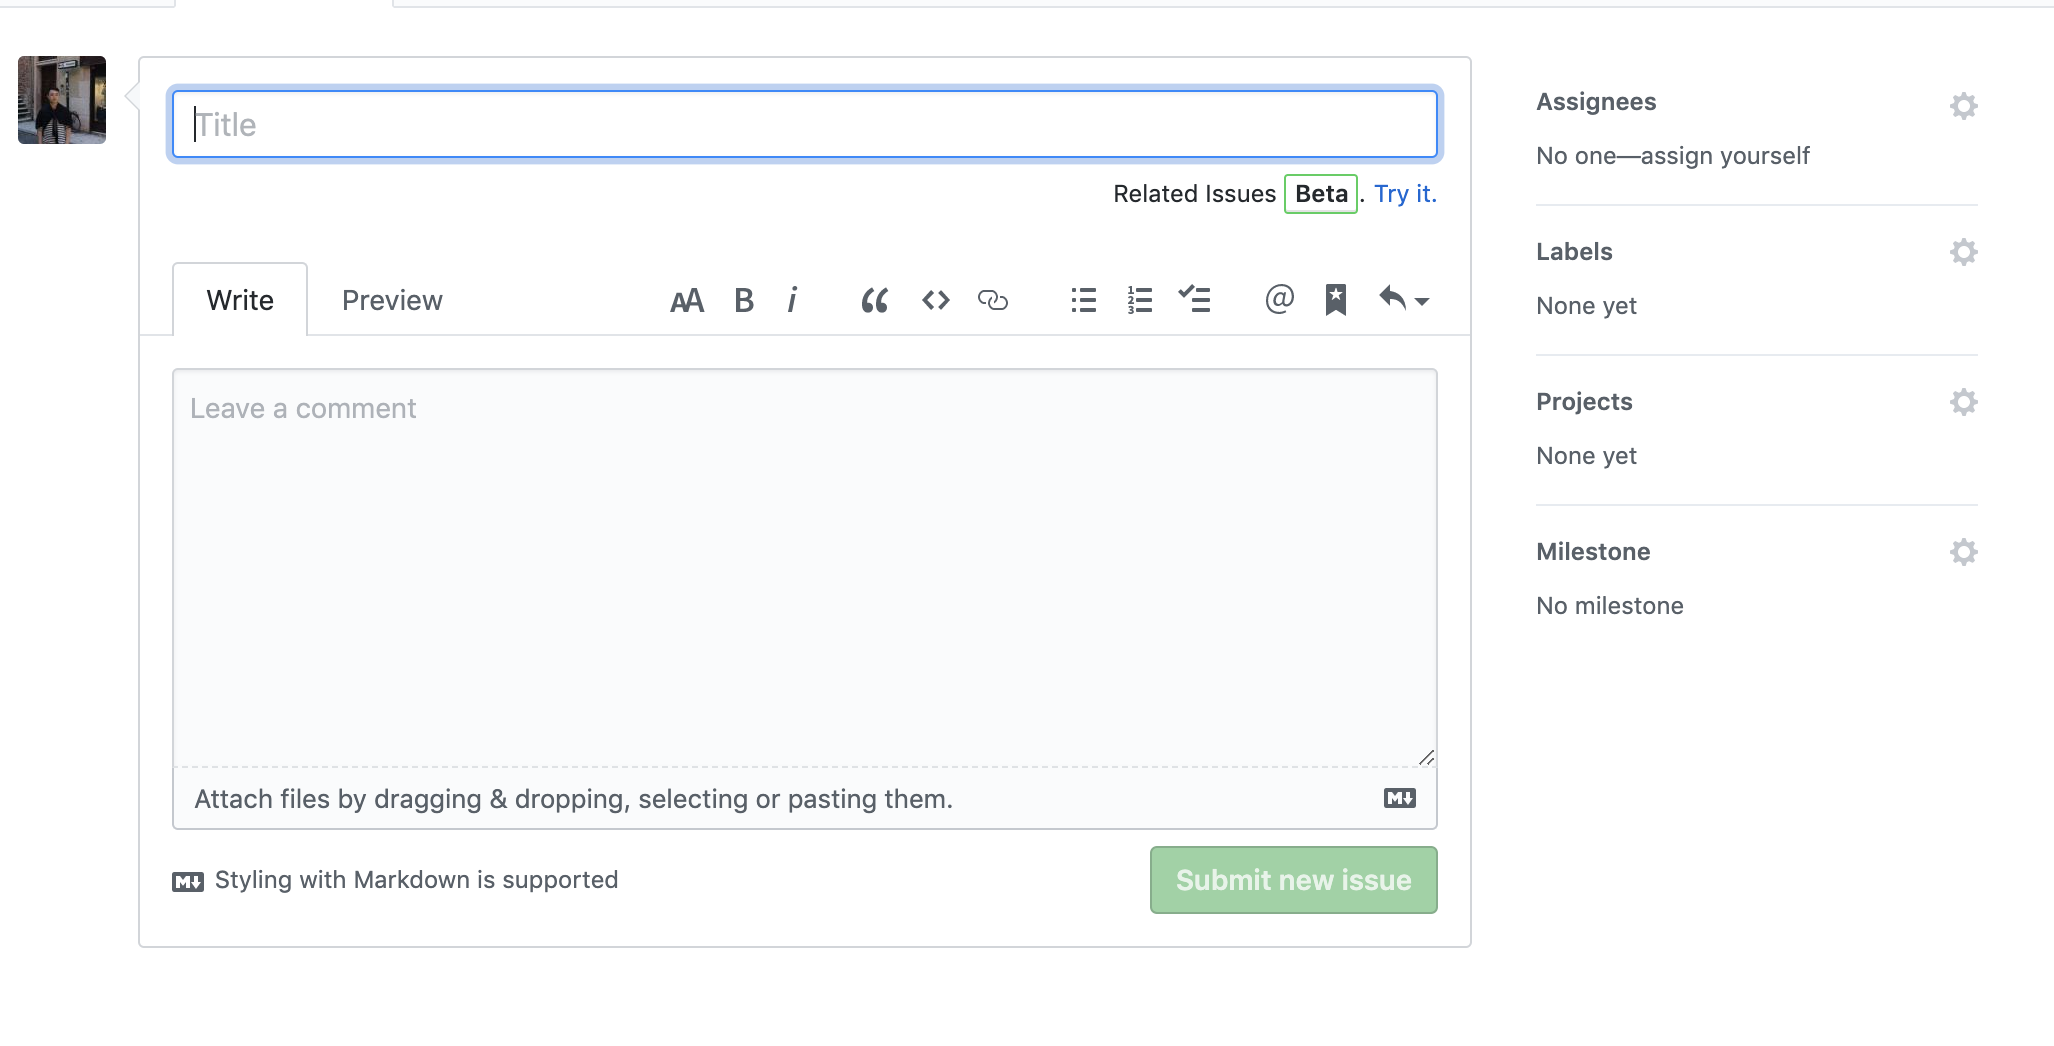 Title
Related Issues Beta . Try it.
Write Preview AA B i “ <> @
Leave a comment
Attach files by dragging & dropping, selecting or pasting them. M
M Styling with Markdown is supported
Submit new issue
Assignees
No one—assign yourself
Labels
None yet
Projects
None yet
Milestone
No milestone